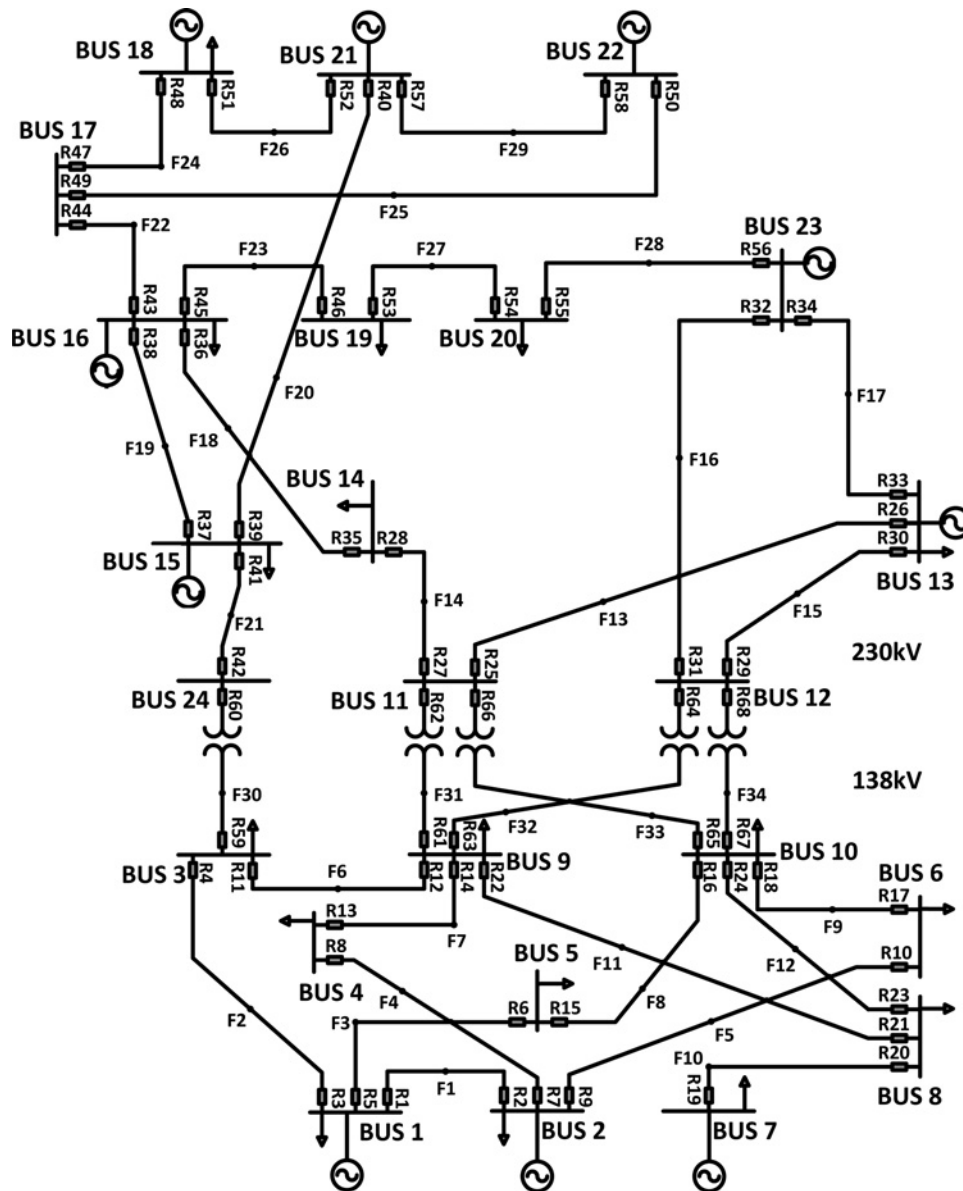 BUS 18
BUS 21
BUS 22
R48
R51
R52
R40
R57
R58
R50
BUS 17
R47
F24
F26
F29
R49
F25
R44
F22
F23
F27
F28
BUS 23
R56
R43
R45
R46
R53
R54
R55
R32
R34
BUS 16
R38
R36
BUS 19
BUS 20
F20
F17
F19
F18
F16
BUS 14
R33
R26
R30
R37
R39
R35
R28
BUS 15
R41
BUS 13
F21
F14
F13
F15
R42
R27
R25
R31
R29
230kV
BUS 24
R60
BUS 11
R62
R66
R64
R68
BUS 12
138kV
F30
F31
F32
F33
F34
R59
R61
R63
R65
R67
BUS 3
R4
R11
F6
R12
R14
R22
BUS 9
R16
R24
R18
BUS 10
BUS 6
R17
R13
F7
F9
R8
BUS 5
F11
F12
R10
BUS 4
F2
F3
F4
R6
R15
F8
F5
R23
R21
R20
F1
F10
R3
R5
R1
R2
R7
R9
R19
BUS 8
BUS 1
BUS 2
BUS 7